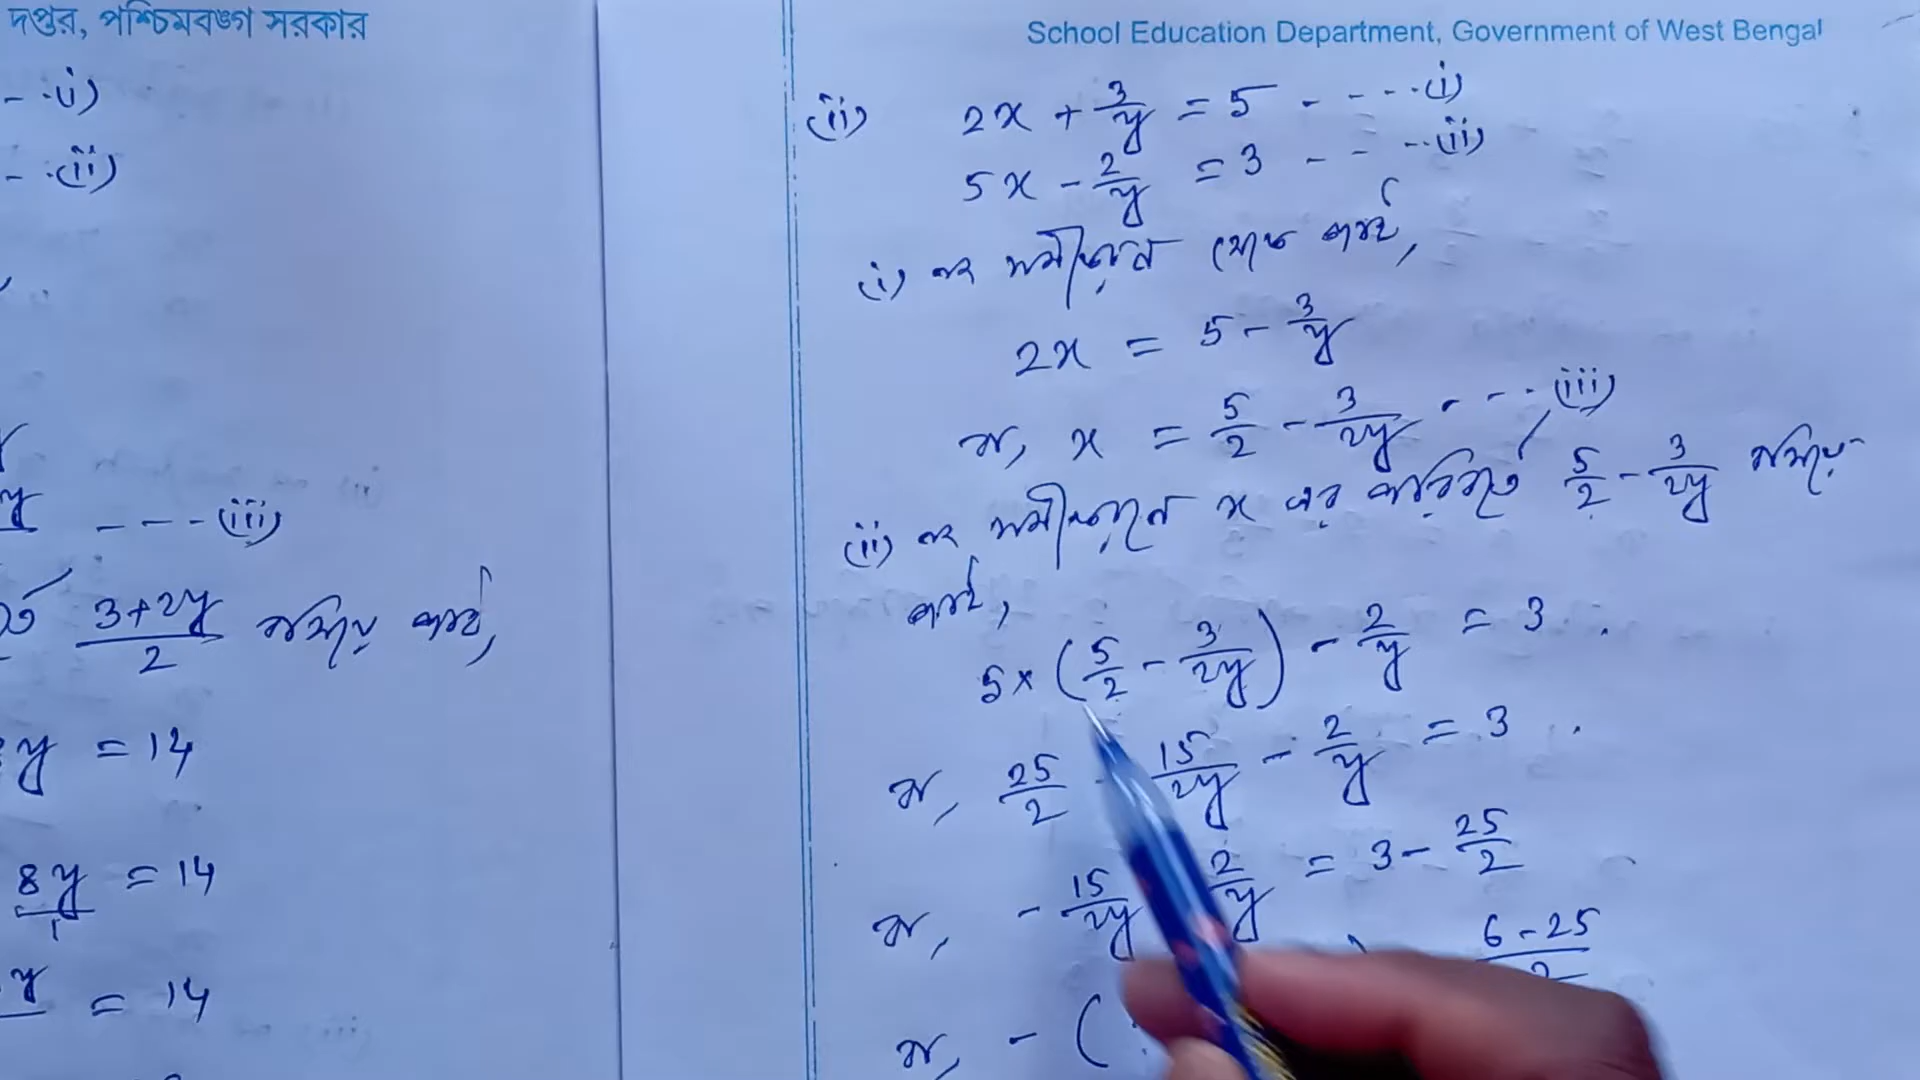 দপ্তর, পশ্চিমবঙ্গ সরকার
- - (i)
- - (ii)
y - - - - (iii)
3+2y/2 বসিয়ে পাই,
y = 14
8y/1 = 14
y = 14
School Education Department, Government of West Bengal
(ii) 2x + 3/y = 5 - - - - (i)
5x - 2/y = 3 - - - - (ii)
(i) নং সমীকরণ থেকে পাই,
2x = 5 - 3/y
বা, x = 5/2 - 3/2y - - - (iii)
(ii) নং সমীকরণে x এর পরিবর্তে 5/2 - 3/2y বসিয়ে
পাই,
5 × (5/2 - 3/2y) - 2/y = 3
বা, 25/2 - 15/2y - 2/y = 3
বা, - 15/2y 2/y = 3 - 25/2
6 - 25/2
বা, - (